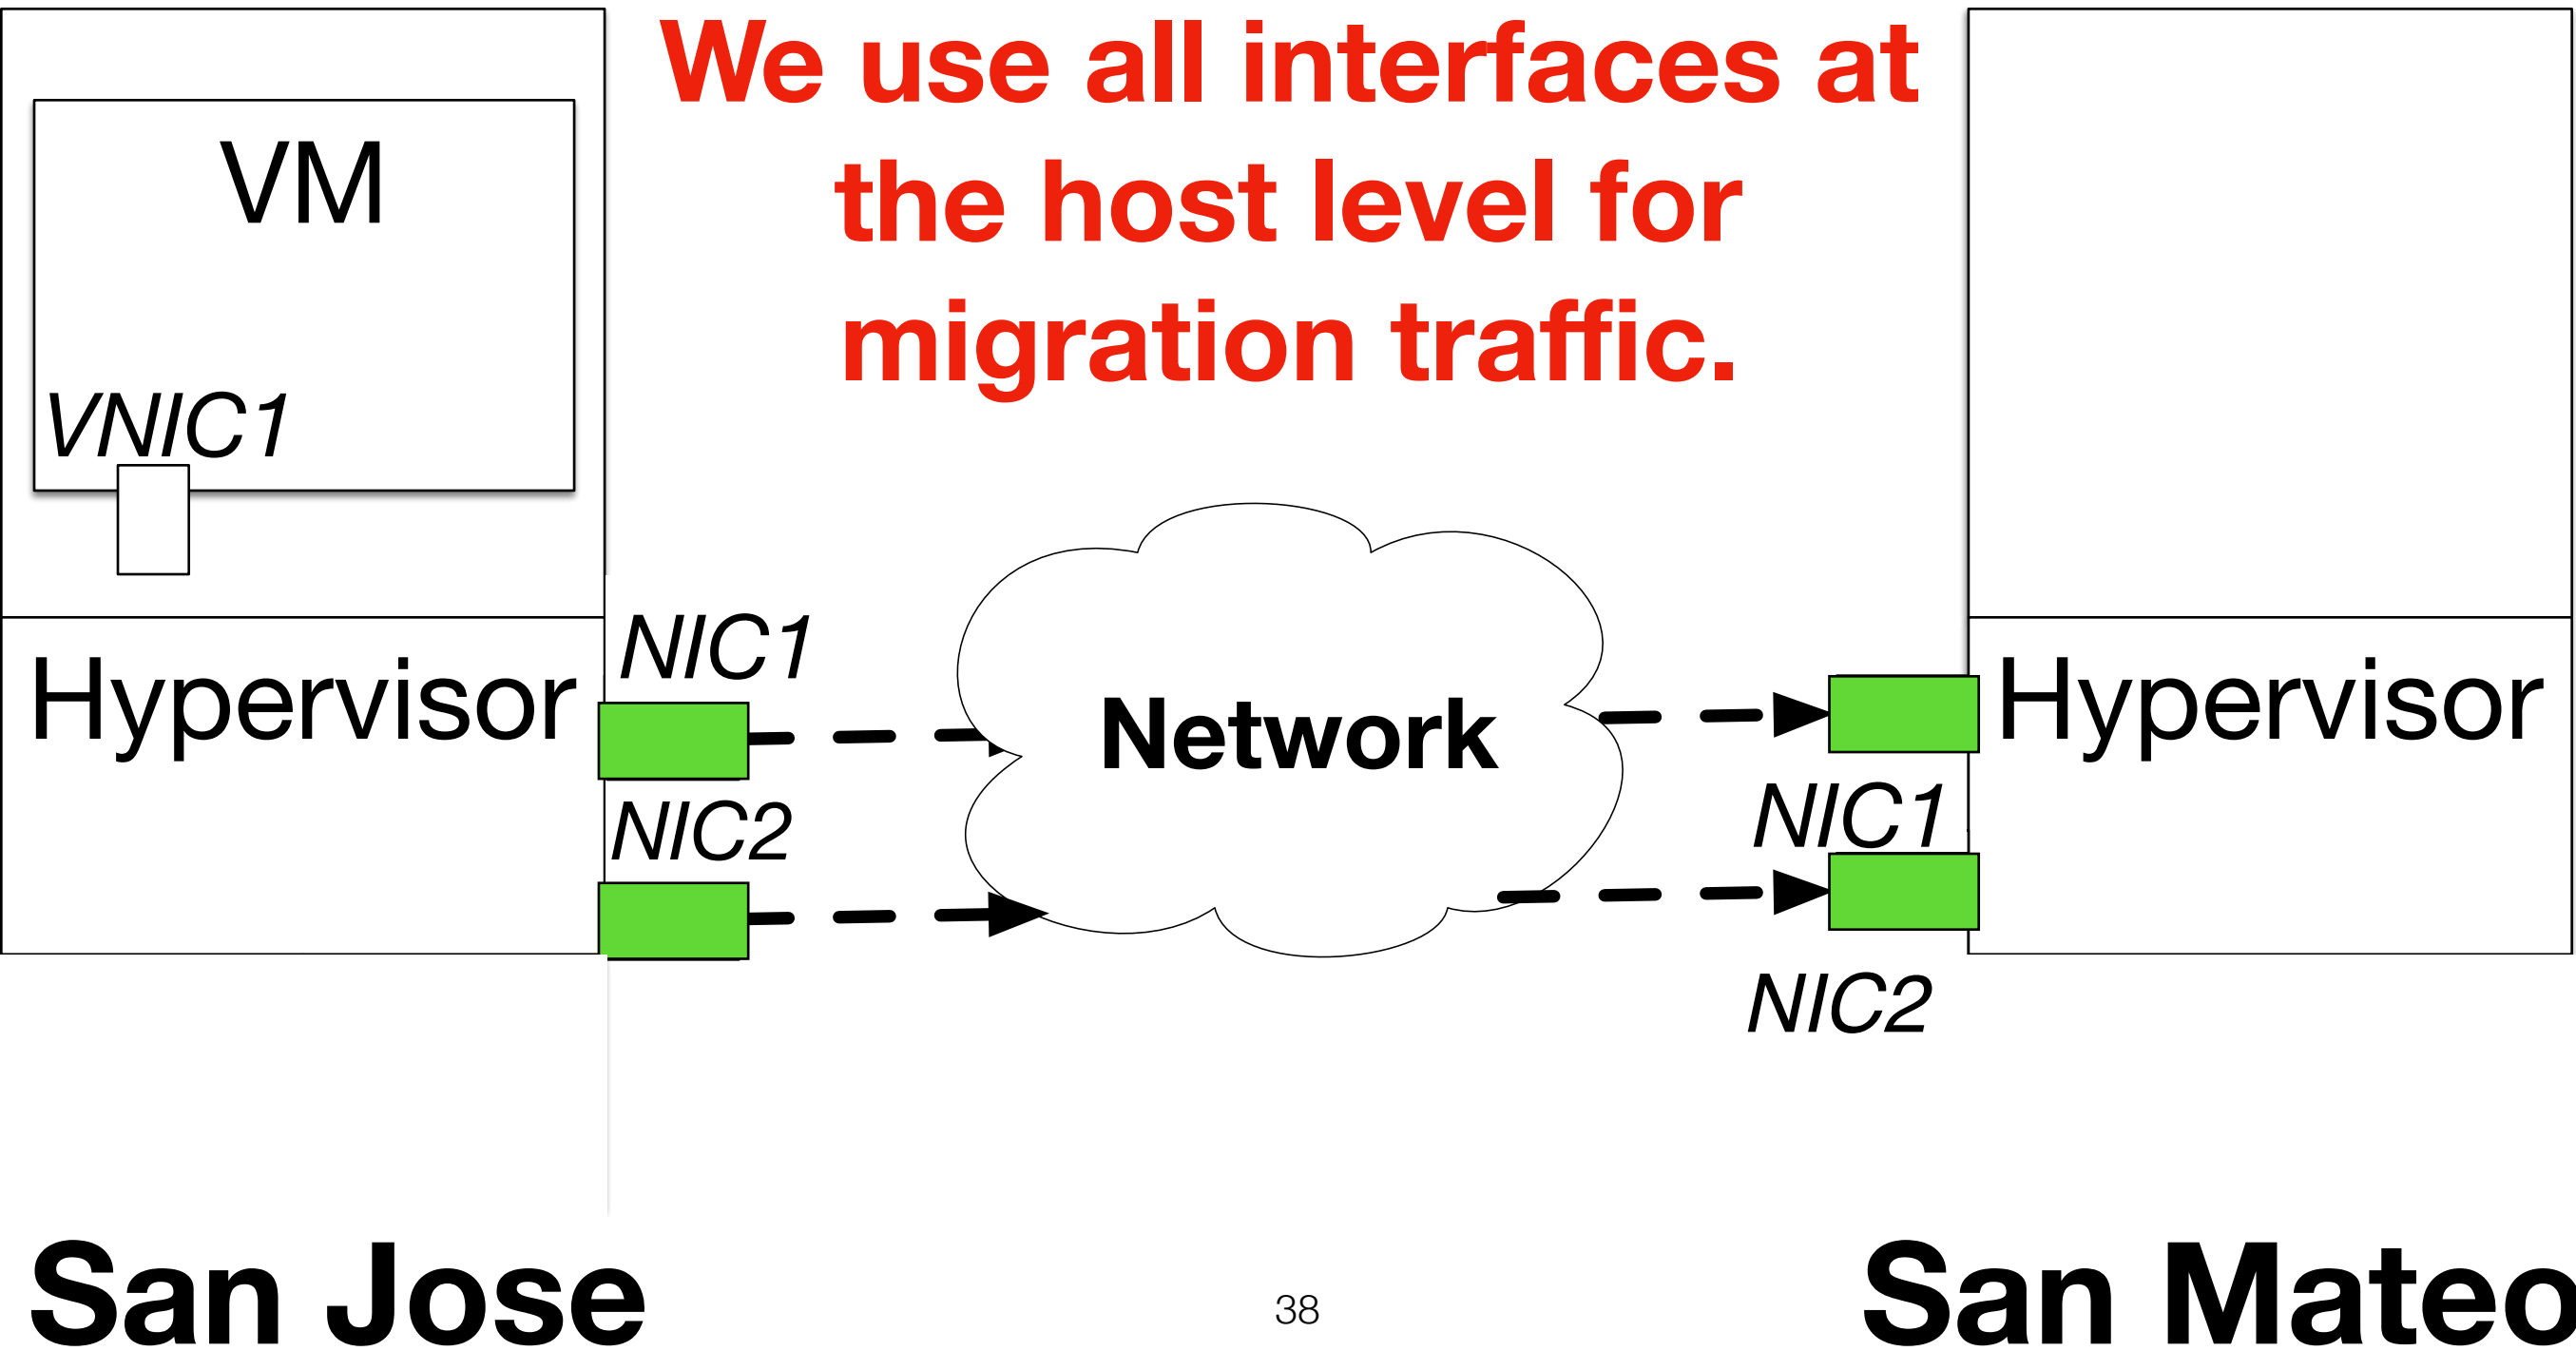 We use all interfaces at
the host level for
migration traffic.
VM
VNIC1
Hypervisor
NIC1
NIC2
Network
Hypervisor
NIC1
NIC2
San Jose
38
San Mateo